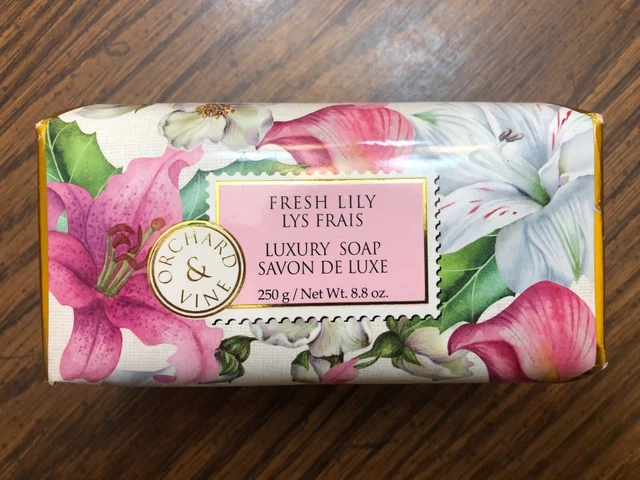 FRESH LILY
LYS FRAIS
LUXURY SOAP
SAVON DE LUXE
250 g / Net Wt. 8.8 oz.
ORCHARD
&
VINE